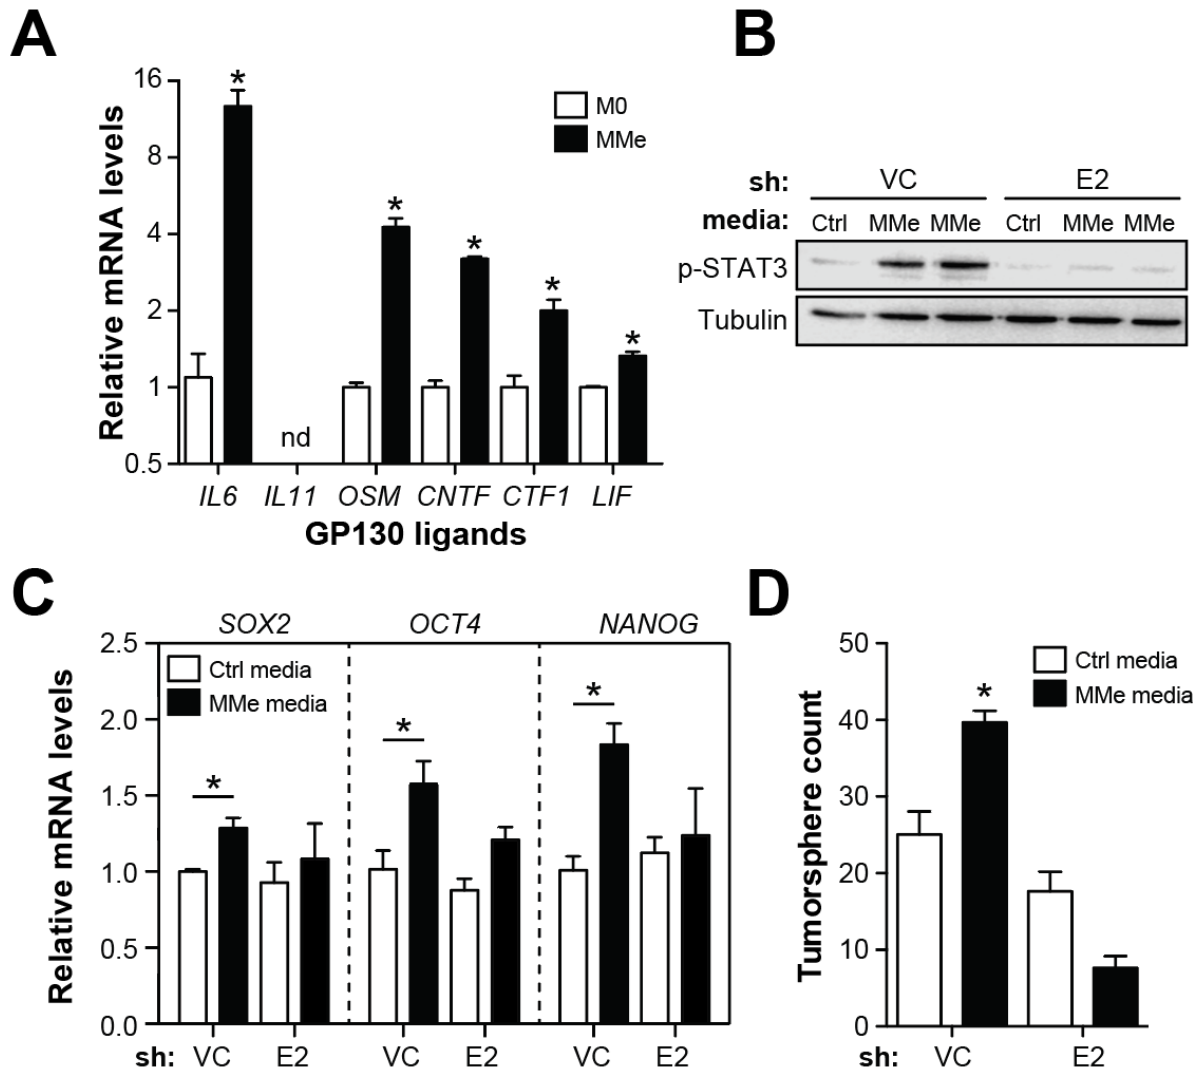 A
16
8
4
2
1
0.5
Relative mRNA levels
* * * * *
M0
MMe
nd
IL6 IL11 OSM CNTF CTF1 LIF
GP130 ligands
B
sh: VC E2
media: Ctrl MMe MMe Ctrl MMe MMe
p-STAT3
Tubulin
C
SOX2 OCT4 NANOG
2.5
2.0
1.5
1.0
0.5
0.0
Relative mRNA levels
Ctrl media
MMe media
* * *
sh: VC E2 VC E2 VC E2
D
50
40
30
20
10
0
Tumorsphere count
Ctrl media
MMe media
*
sh: VC E2